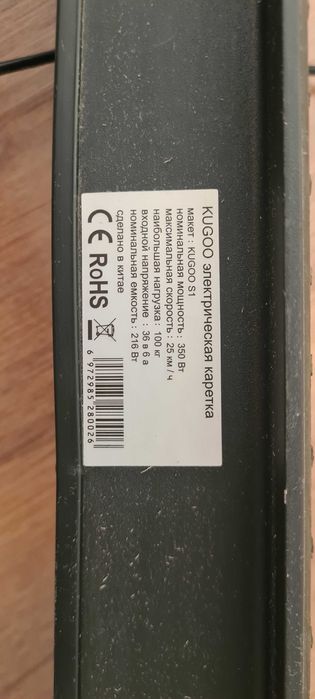 KUGOO электрическая каретка
макет : KUGOO S1
номинальная мощность : 350 Вт
максимальная скорость : 25 км / ч
наибольшая нагрузка : 100 кг
входной напряжение : 36 в 6 а
номинальная емкость : 216 Вт
сделано в китае
CE RoHS
6 974985 280026